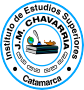 Instituto de Estudios Superiores
J.M. CHAVARRIA
Catamarca